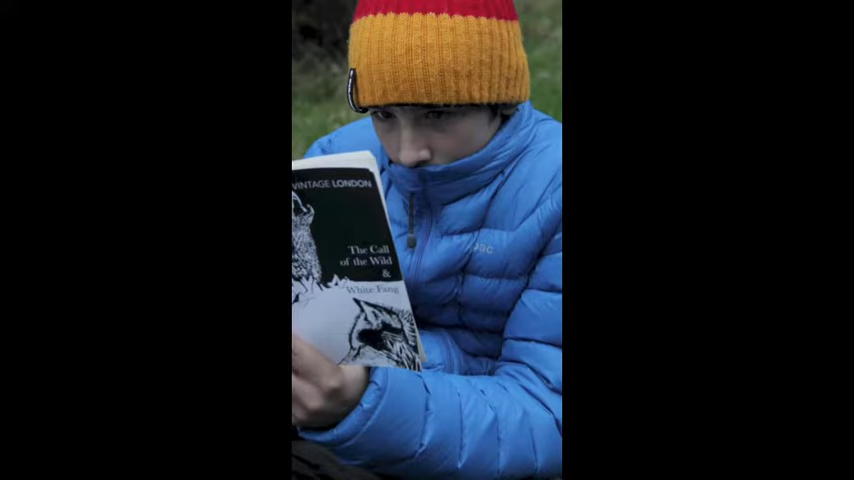 VINTAGE LONDON
The Call
of the Wild
&
White Fang